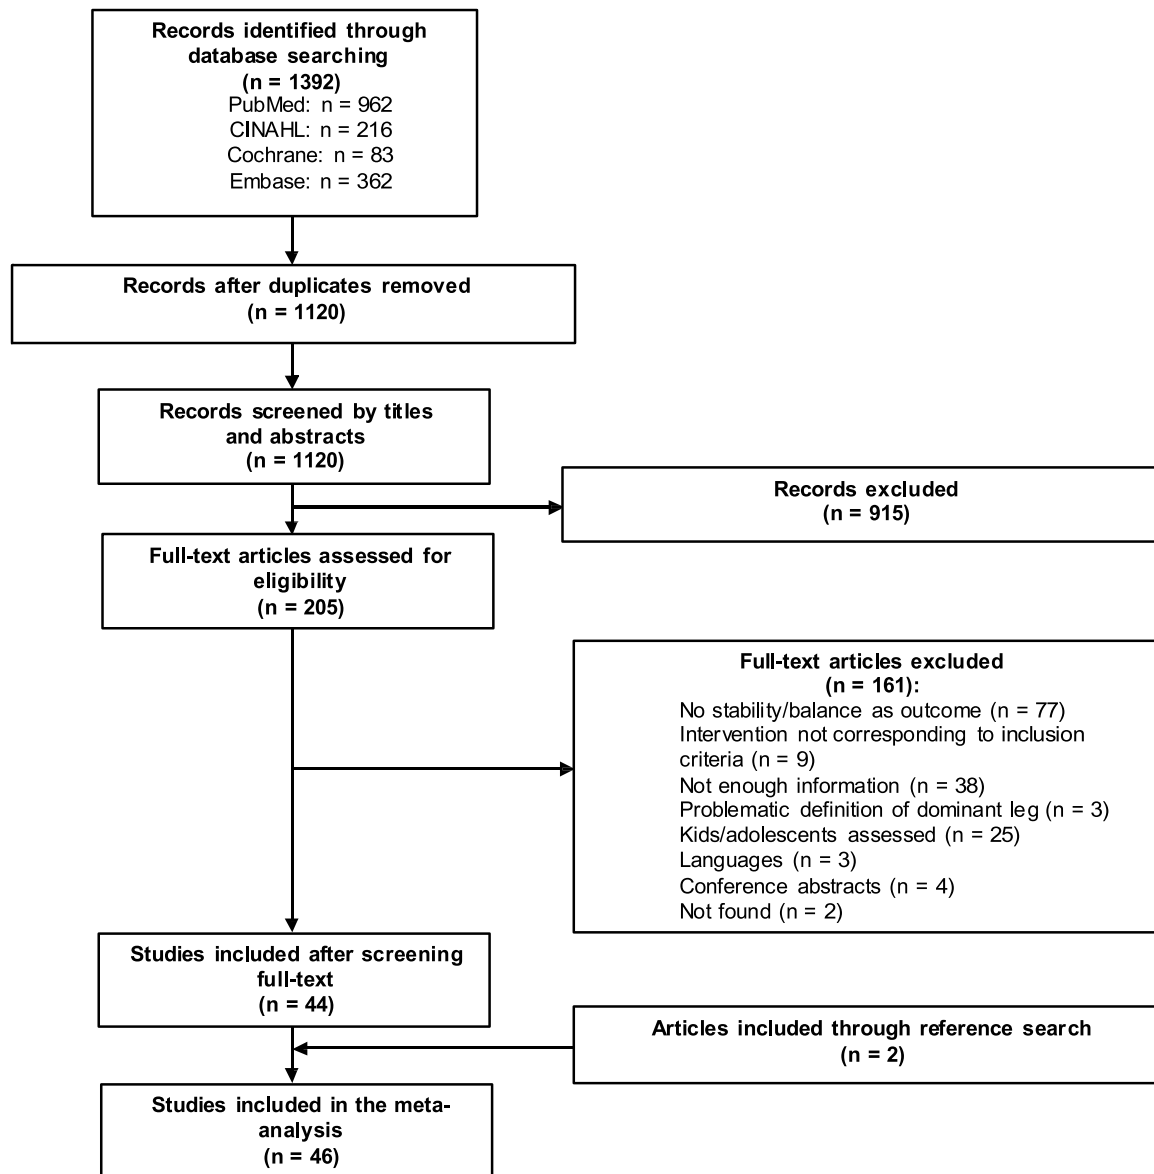 Records identified through
database searching
(n = 1392)
PubMed: n = 962
CINAHL: n = 216
Cochrane: n = 83
Embase: n = 362
Records after duplicates removed
(n = 1120)
Records screened by titles
and abstracts
(n = 1120)
Records excluded
(n = 915)
Full-text articles assessed for
eligibility
(n = 205)
Full-text articles excluded
(n = 161):
No stability/balance as outcome (n = 77)
Intervention not corresponding to inclusion
criteria (n = 9)
Not enough information (n = 38)
Problematic definition of dominant leg (n = 3)
Kids/adolescents assessed (n = 25)
Languages (n = 3)
Conference abstracts (n = 4)
Not found (n = 2)
Studies included after screening
full-text
(n = 44)
Articles included through reference search
(n = 2)
Studies included in the meta-
analysis
(n = 46)